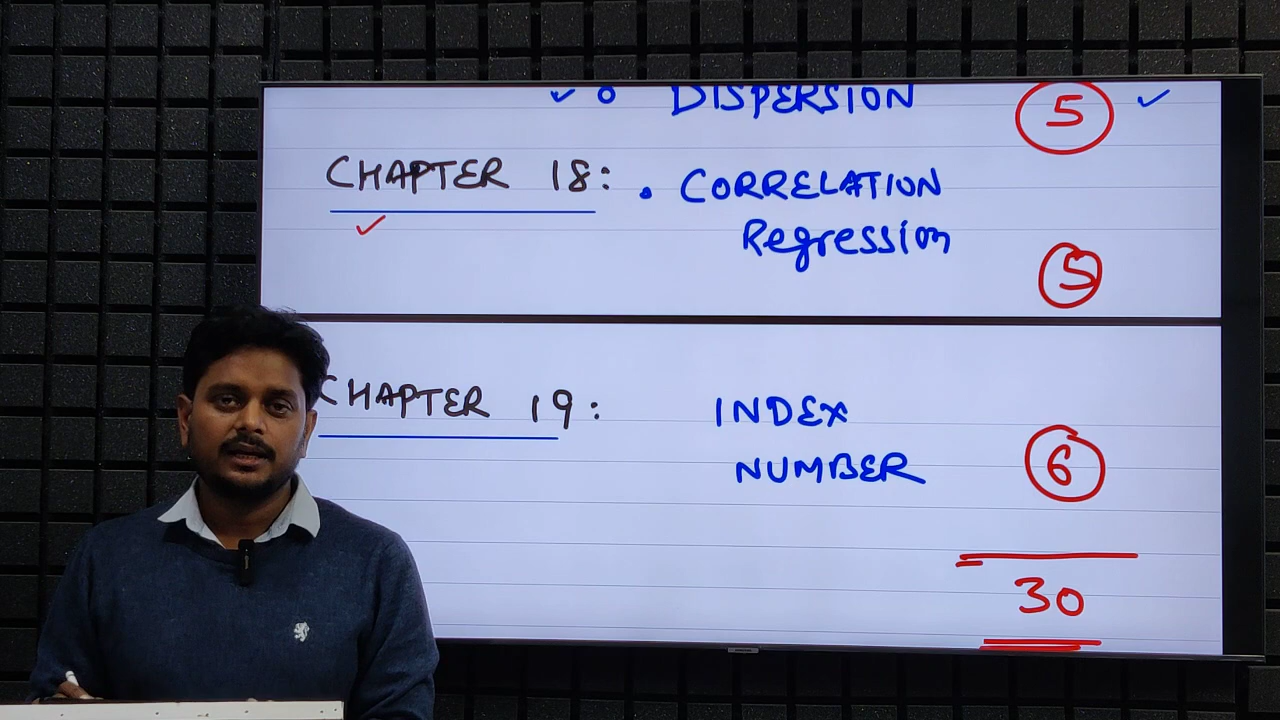 DISPERSION 5
CHAPTER 18: • CORRELATION
Regression
5
CHAPTER 19: INDEX
NUMBER 6
30